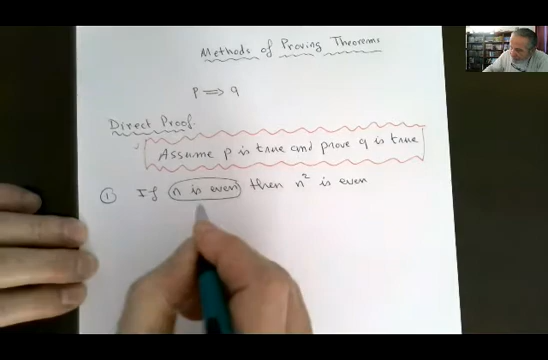 Methods of Proving Theorems
p ⟹ q
Direct Proof.
Assume p is true and prove q is true
① If n is even then n² is even